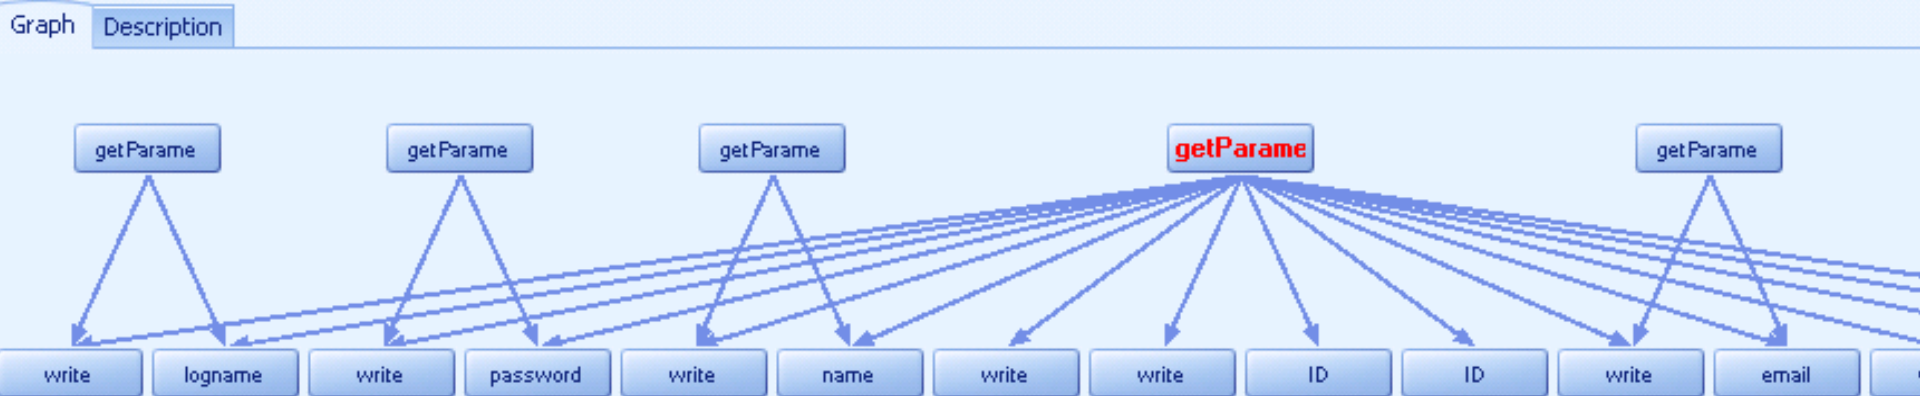 Graph Description
getParame getParame getParame getParame getParame
write logname write password write name write write ID ID write email